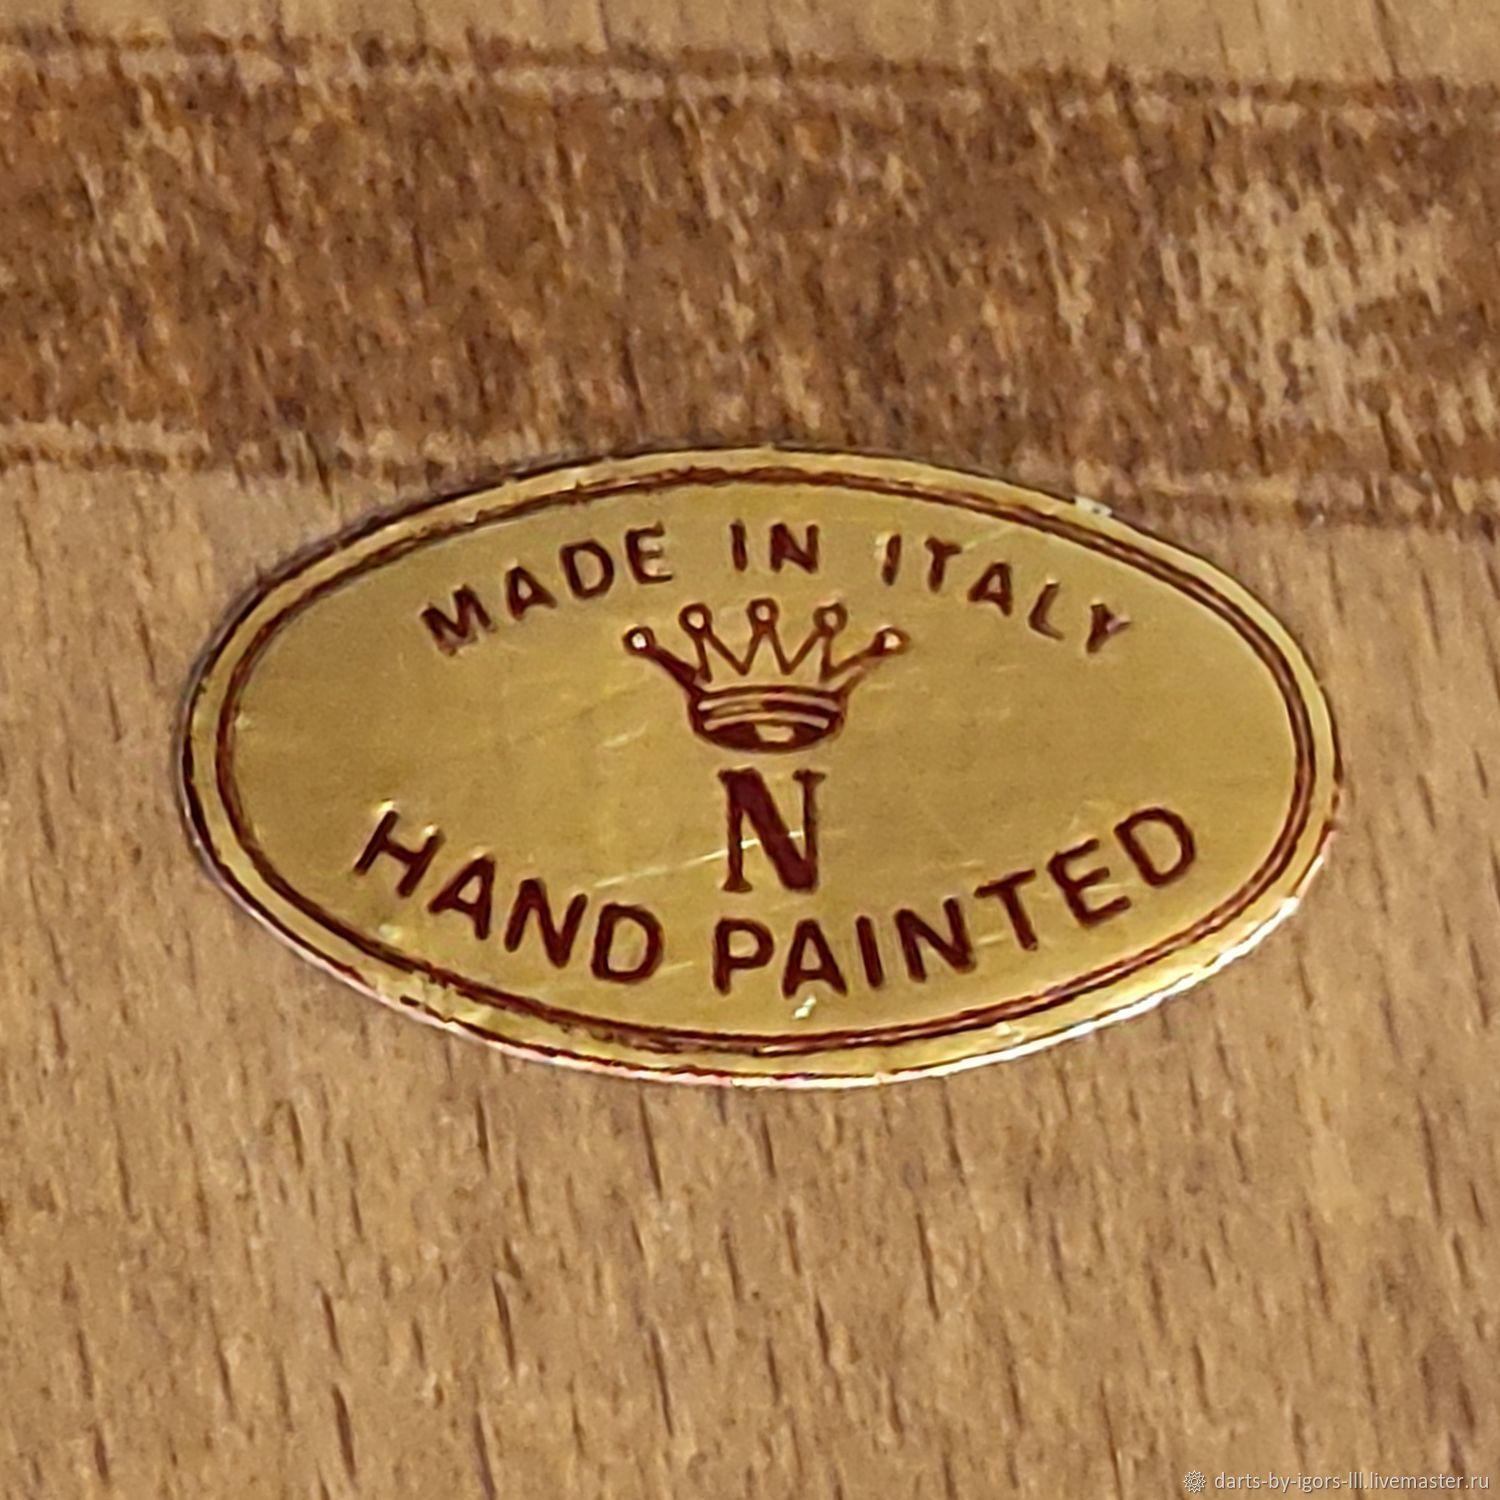 MADE IN ITALY
N
HAND PAINTED
darts-by-igors-lll.livemaster.ru